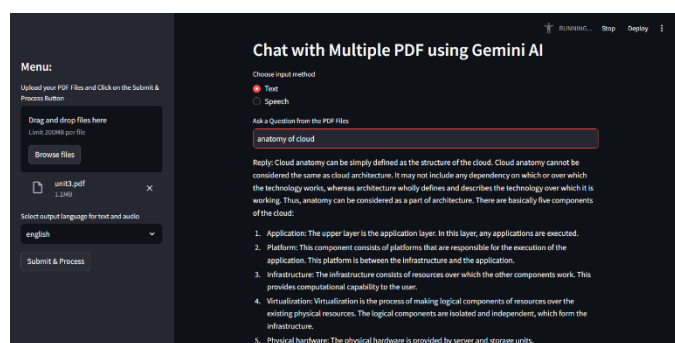 RUNNING... Stop Deploy
Menu:
Upload your PDF Files and Click on the Submit &
Process Button
Drag and drop files here
Limit 200MB per file
Browse files
unit3.pdf
1.1MB
Select output language for text and audio
english
Submit & Process
Chat with Multiple PDF using Gemini AI
Choose input method
Text
Speech
Ask a Question from the PDF Files
anatomy of cloud
Reply: Cloud anatomy can be simply defined as the structure of the cloud. Cloud anatomy cannot be
considered the same as cloud architecture. It may not include any dependency on which or over which
the technology works, whereas architecture wholly defines and describes the technology over which it is
working. Thus, anatomy can be considered as a part of architecture. There are basically five components
of the cloud:
1. Application: The upper layer is the application layer. In this layer, any applications are executed.
2. Platform: This component consists of platforms that are responsible for the execution of the
application. This platform is between the infrastructure and the application.
3. Infrastructure: The infrastructure consists of resources over which the other components work. This
provides computational capability to the user.
4. Virtualization: Virtualization is the process of making logical components of resources over the
existing physical resources. The logical components are isolated and independent, which form the
infrastructure.
5. Physical hardware: The physical hardware is provided by server and storage units.